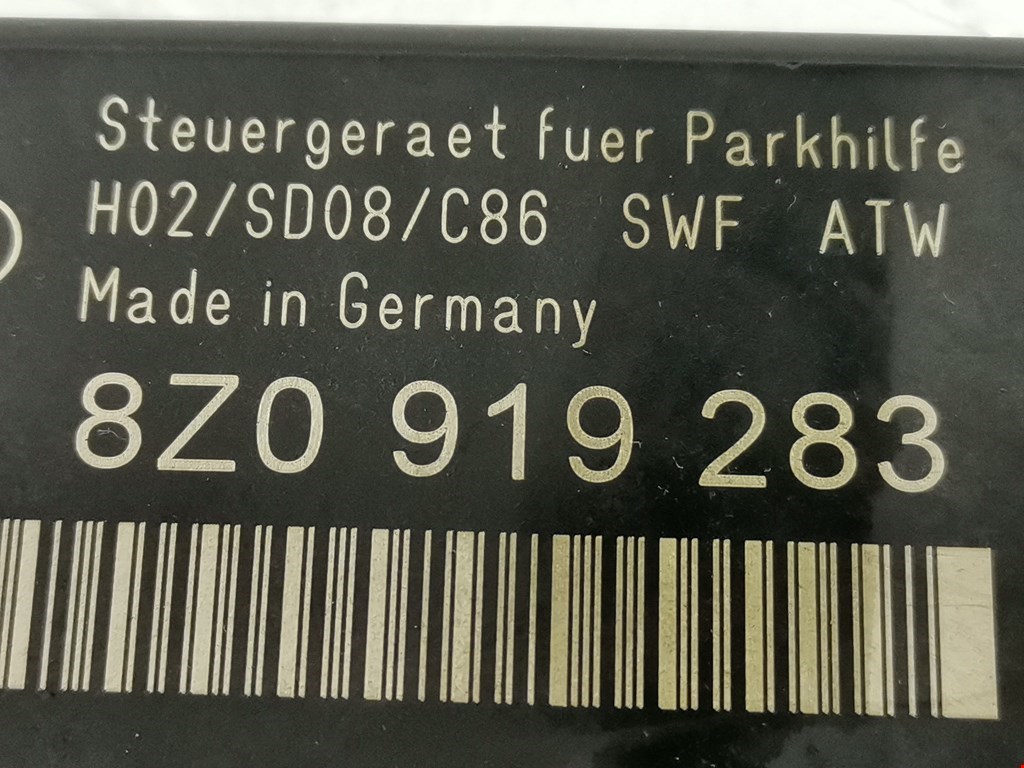 Steuergeraet fuer Parkhilfe
H02/SD08/C86 SWF ATW
Made in Germany
8Z0 919 283